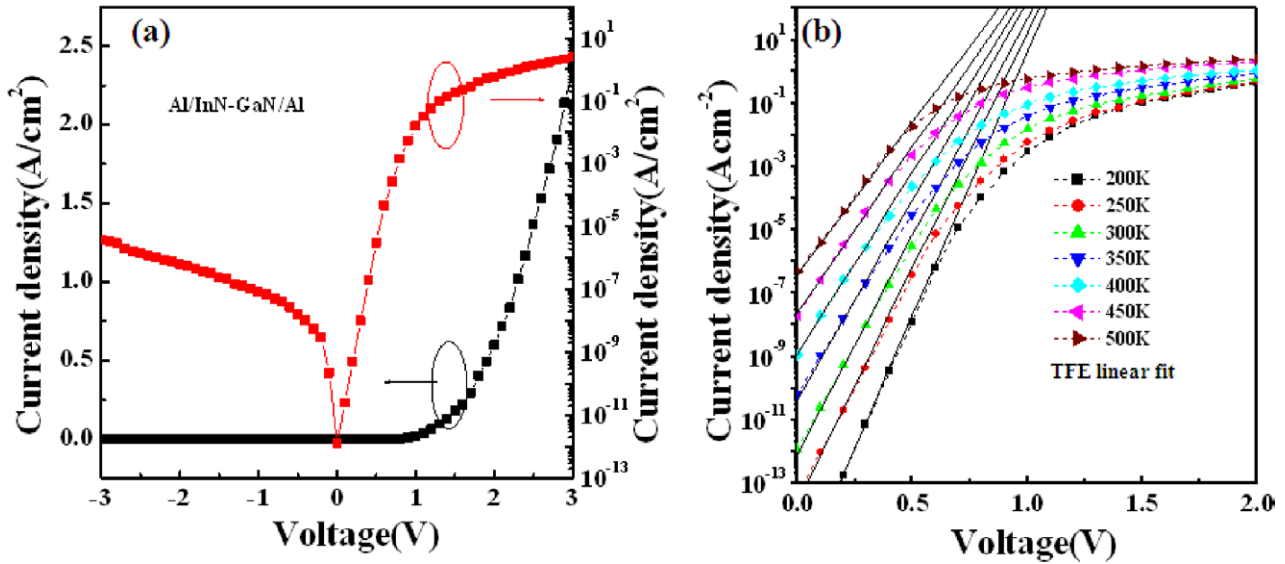 (a)
Al/InN-GaN/Al
Current density(A/cm²)
2.5
2.0
1.5
1.0
0.5
0.0
-3
-2
-1
0
1
2
3
Voltage(V)
10¹
10⁻¹
10⁻³
10⁻⁵
10⁻⁷
10⁻⁹
10⁻¹¹
10⁻¹³
Current density(A/cm²)
(b)
Current density(Acm⁻²)
10¹
10⁻¹
10⁻³
10⁻⁵
10⁻⁷
10⁻⁹
10⁻¹¹
10⁻¹³
200K
250K
300K
350K
400K
450K
500K
TFE linear fit
0.0
0.5
1.0
1.5
2.0
Voltage(V)